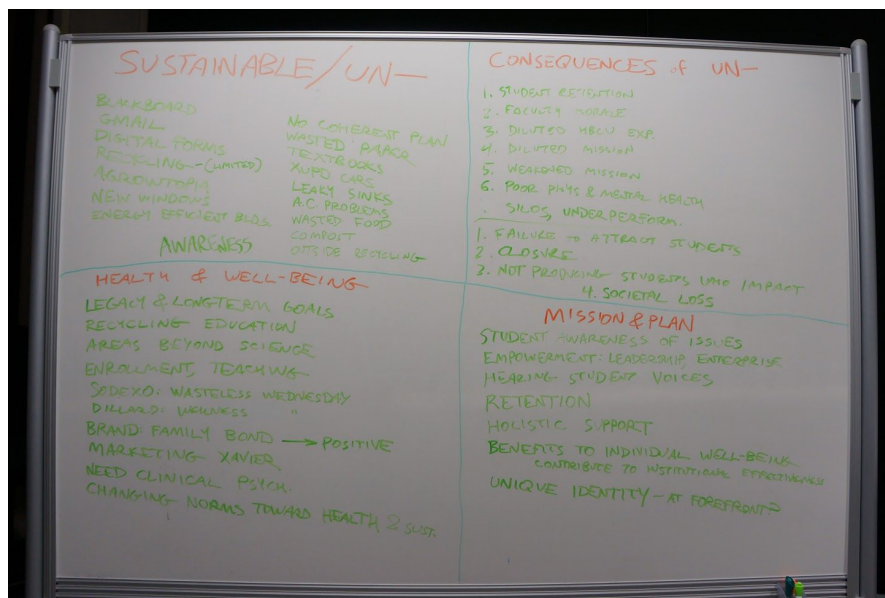 SUSTAINABLE/UN-
BLACKBOARD
GMAIL
DIGITAL FORMS
RECYCLING-(LIMITED)
AGROWTOPIA
NEW WINDOWS
ENERGY EFFICIENT BLDS.
AWARENESS
NO COHERENT PLAN
WASTED PAPER
TEXTBOOKS
XUPD CARS
LEAKY SINKS
A.C PROBLEMS
WASTED FOOD
COMPOST
OUTSIDE RECYCLING
CONSEQUENCES of UN-
1. STUDENT RETENTION
2. FACULTY MORALE
3. DILUTED HBCU EXP.
4. DILUTED MISSION
5. WEAKENED MISSION
6. POOR PHYS & MENTAL HEALTH
. SILOS, UNDERPERFORM.
1. FAILURE to ATTRACT STUDENTS
2. CLOSURE
3. NOT PRODUCING STUDENTS WHO IMPACT
4. SOCIETAL LOSS
HEALTH & WELL-BEING
LEGACY & LONGTERM GOALS
RECYCLING EDUCATION
AREAS BEYOND SCIENCE
ENROLLMENT, TEACHING
SODEXO: WASTELESS WEDNESDAY
DILLARD: WELLNESS "
BRAND: FAMILY BOND → POSITIVE
MARKETING XAVIER
NEED CLINICAL PSYCH.
CHANGING NORMS TOWARD HEALTH & SUST.
MISSION & PLAN
STUDENT AWARENESS OF ISSUES
EMPOWERMENT: LEADERSHIP, ENTERPRISE
HEARING STUDENT VOICES
RETENTION
HOLISTIC SUPPORT
BENEFITS TO INDIVIDUAL WELL-BEING
CONTRIBUTE TO INSTITUTIONAL EFFECTIVENESS
UNIQUE IDENTITY - AT FOREFRONT?